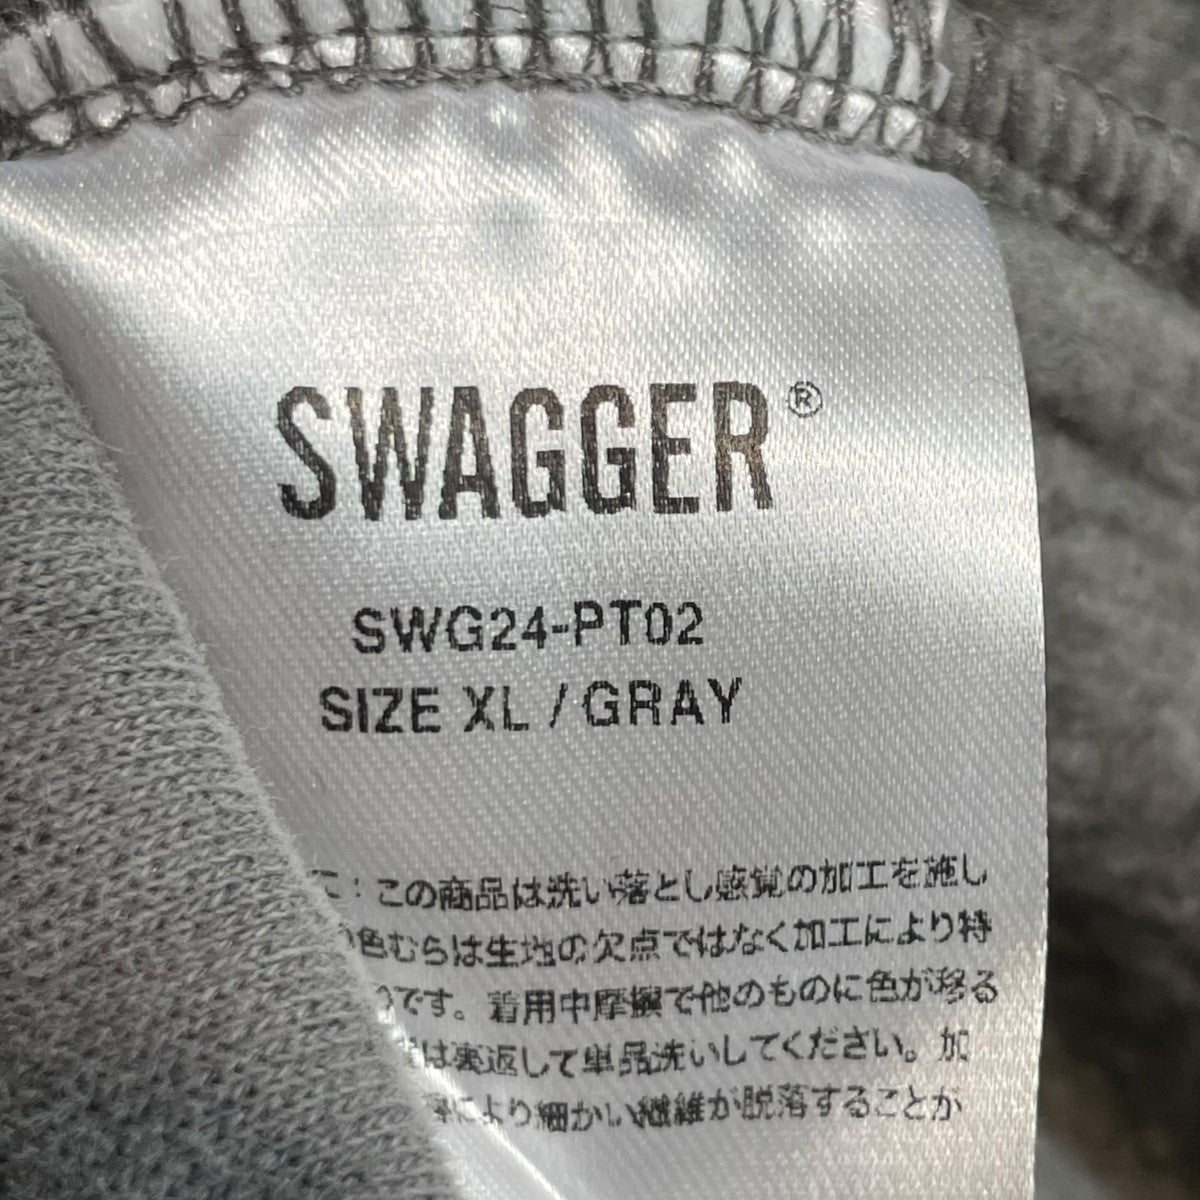 SWAGGER®
SWG24-PT02
SIZE XL / GRAY
:この商品は洗い落とし感覚の加工を施し
色むらは生地の欠点ではなく加工により特
です。着用中摩擦で他のものに色が移る
は裏返して単品洗いしてください。加
により細かい繊維が脱落することが